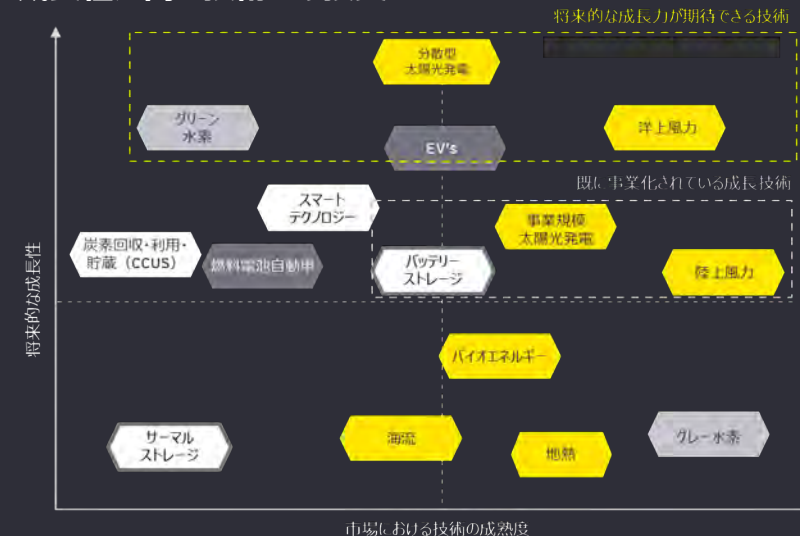 将来的な成長力が期待できる技術
分散型
太陽光発電
グリーン
水素
洋上風力
EV's
既に事業化されている成長技術
スマート
テクノロジー
事業規模
太陽光発電
炭素回収・利用・
貯蔵（CCUS）
燃料電池自動車
バッテリー
ストレージ
陸上風力
将来的な成長性
バイオエネルギー
サーマル
ストレージ
海流
地熱
グレー水素
市場における技術の成熟度